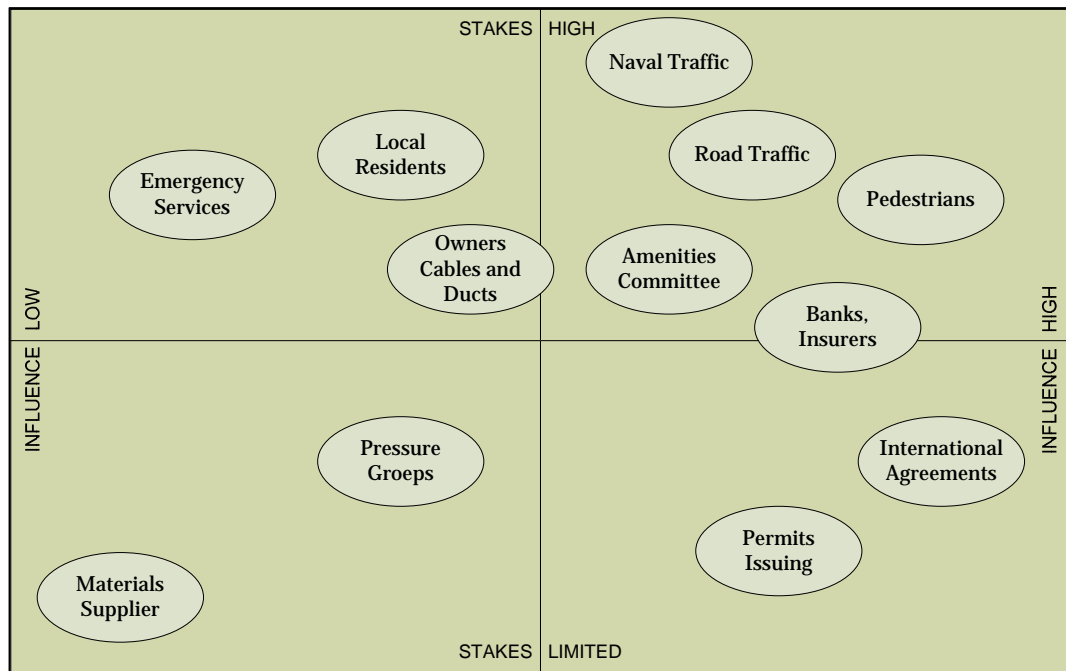 STAKES HIGH
Naval Traffic
Local
Residents
Road Traffic
Emergency
Services
Pedestrians
Owners
Cables and
Ducts
Amenities
Committee
LOW
HIGH
Banks,
Insurers
INFLUENCE
INFLUENCE
Pressure
Groeps
International
Agreements
Permits
Issuing
Materials
Supplier
STAKES LIMITED